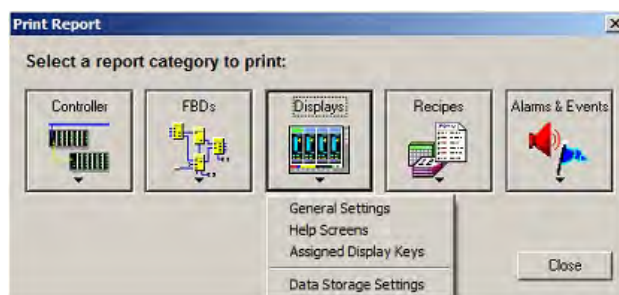 Print Report
Select a report category to print:
Controller
FBDs
Displays
Recipes
Alarms & Events
General Settings
Help Screens
Assigned Display Keys
Data Storage Settings
Close